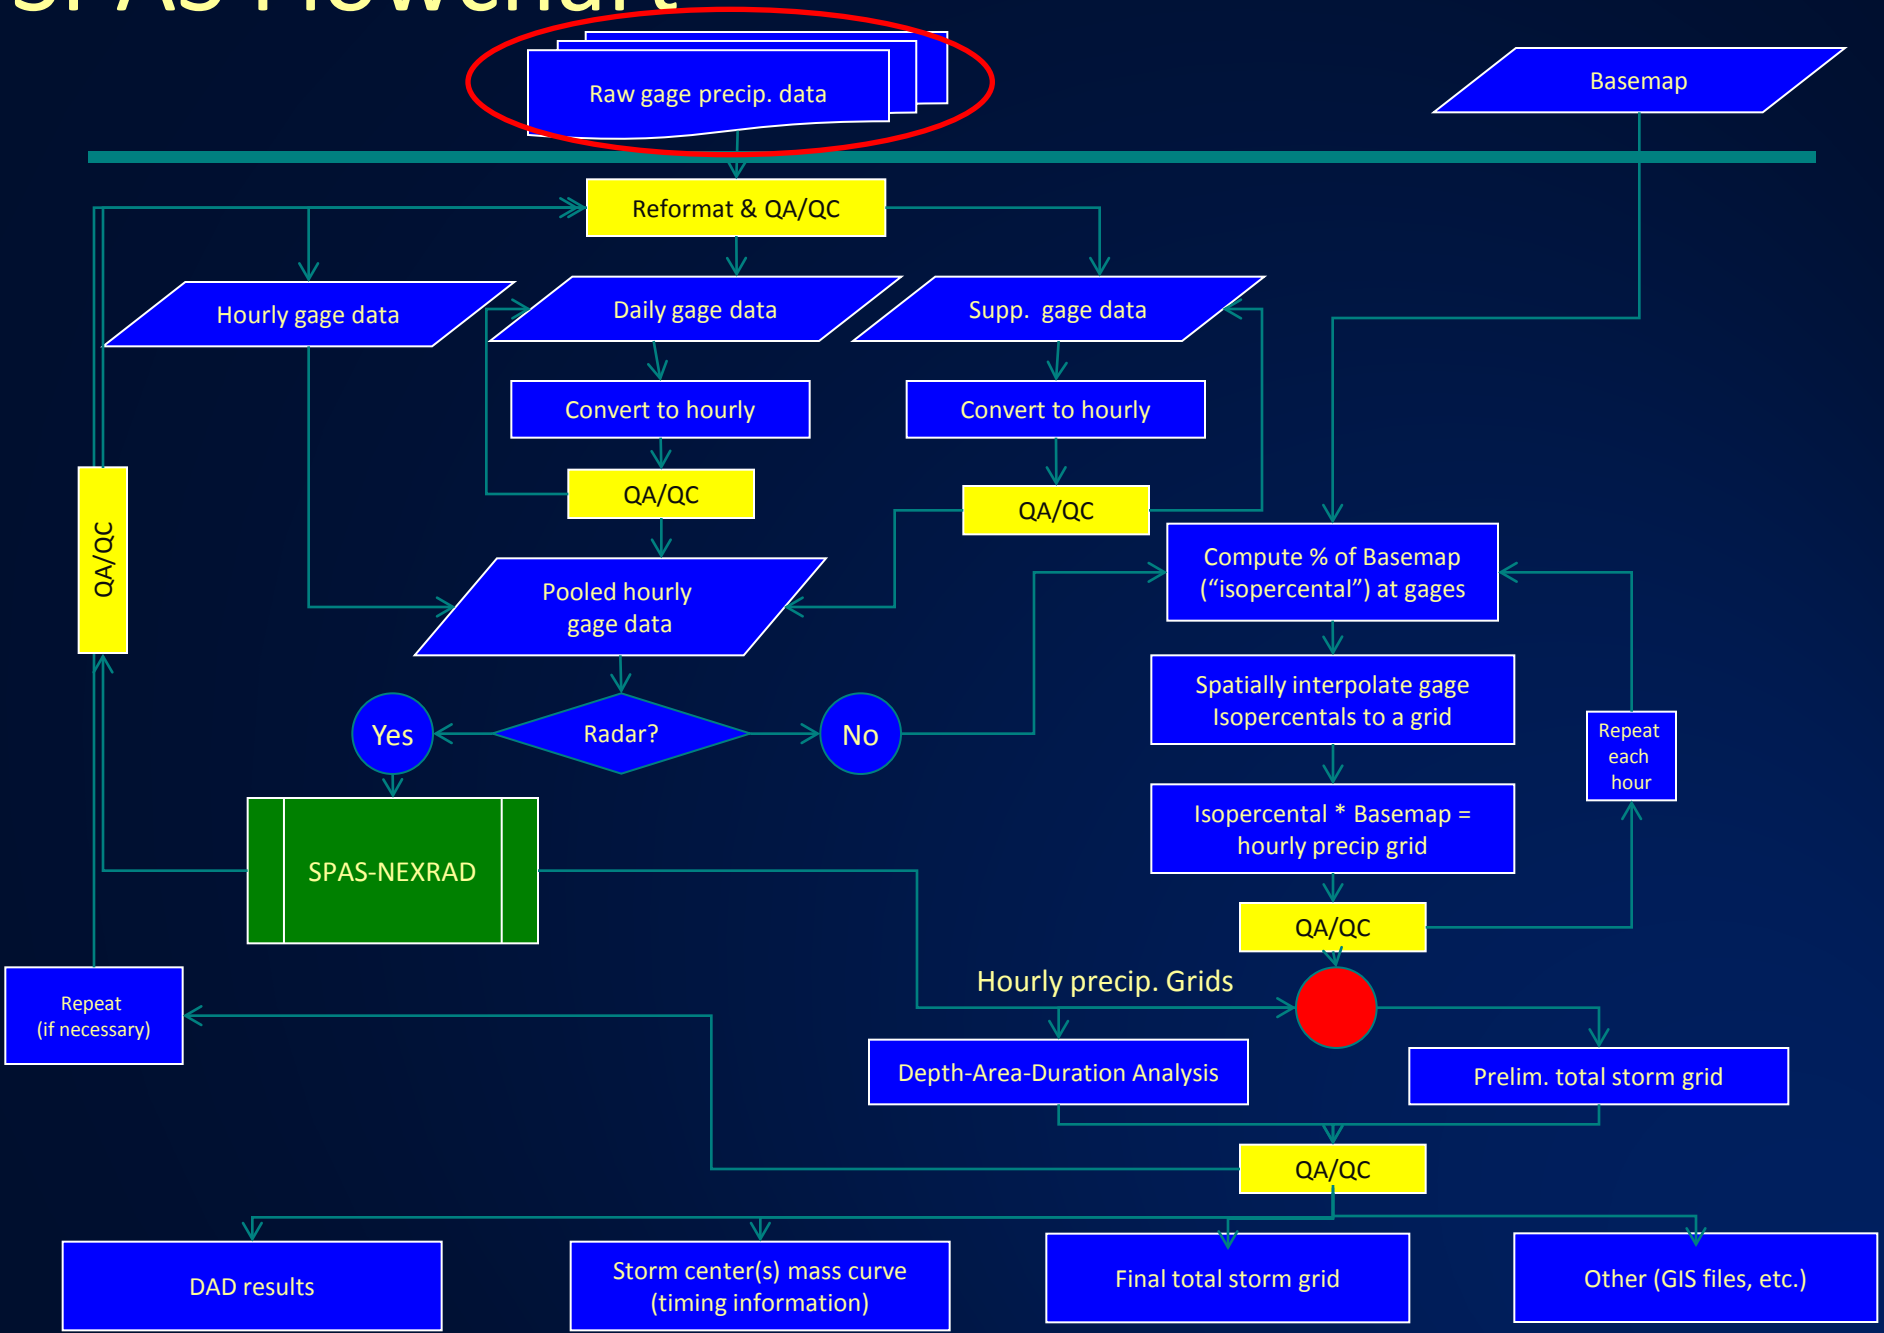 SPAS Flowchart
Raw gage precip. data
Basemap
Reformat & QA/QC
Hourly gage data
Daily gage data
Supp. gage data
Convert to hourly
Convert to hourly
QA/QC
QA/QC
QA/QC
Compute % of Basemap
(“isopercental”) at gages
Pooled hourly
gage data
Spatially interpolate gage
Isopercentals to a grid
Yes
Radar?
No
Repeat
each
hour
Isopercental * Basemap =
hourly precip grid
SPAS-NEXRAD
QA/QC
Hourly precip. Grids
Repeat
(if necessary)
Depth-Area-Duration Analysis
Prelim. total storm grid
QA/QC
DAD results
Storm center(s) mass curve
(timing information)
Final total storm grid
Other (GIS files, etc.)